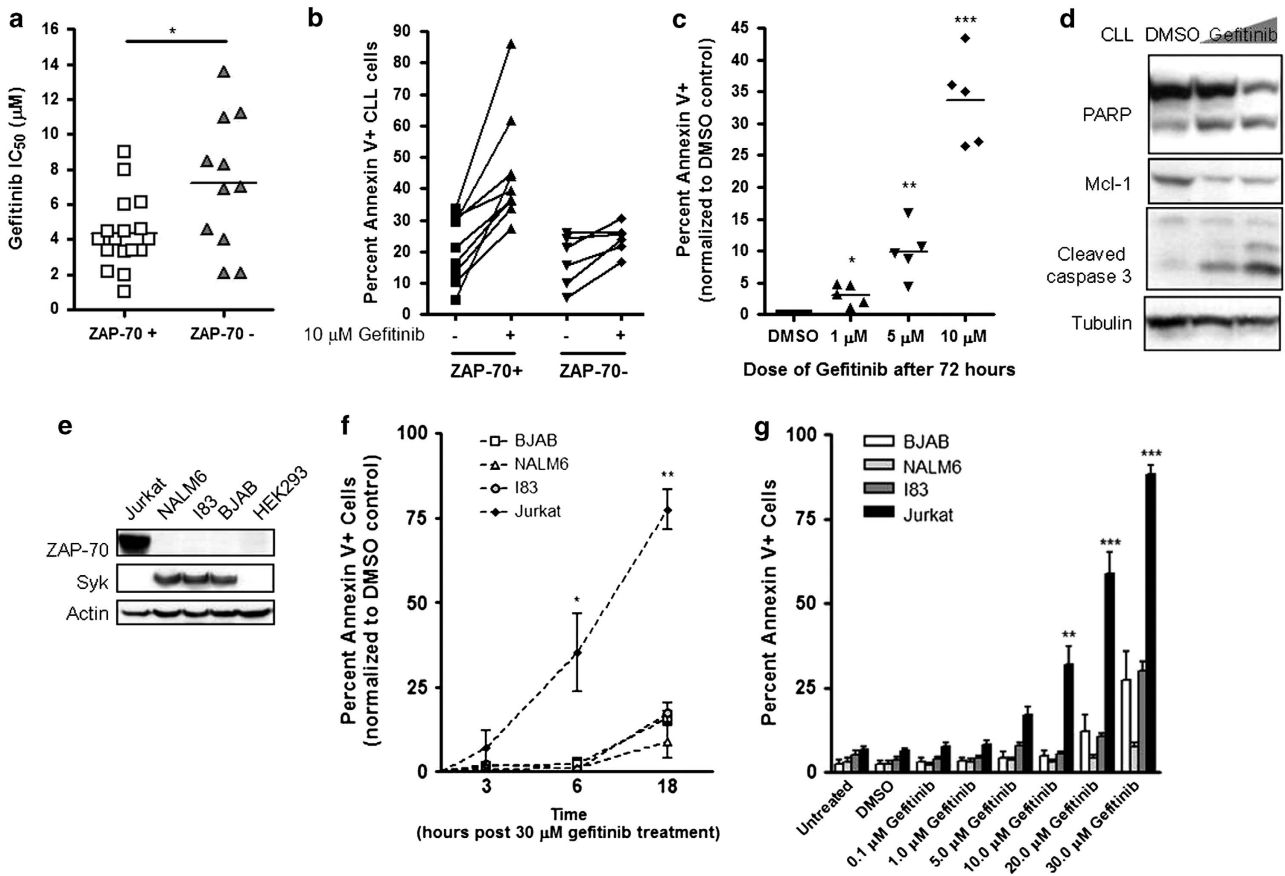 a
Gefitinib IC50 (µM)
16
14
12
10
8
6
4
2
0
*
ZAP-70 +
ZAP-70 -
b
Percent Annexin V+ CLL cells
90
80
70
60
50
40
30
20
10
0
10 µM Gefitinib
-
+
-
+
ZAP-70+
ZAP-70-
c
Percent Annexin V+
(normalized to DMSO control)
45
40
35
30
25
20
15
10
5
0
*
**
***
DMSO
1 µM
5 µM
10 µM
Dose of Gefitinib after 72 hours
d
CLL DMSO Gefitinib
PARP
Mcl-1
Cleaved
caspase 3
Tubulin
e
Jurkat
NALM6
I83
BJAB
HEK293
ZAP-70
Syk
Actin
f
Percent Annexin V+ Cells
(normalized to DMSO control)
100
75
50
25
0
BJAB
NALM6
I83
Jurkat
*
**
3
6
18
Time
(hours post 30 µM gefitinib treatment)
g
Percent Annexin V+ Cells
100
75
50
25
0
BJAB
NALM6
I83
Jurkat
**
***
***
Untreated
DMSO
0.1 µM Gefitinib
1.0 µM Gefitinib
5.0 µM Gefitinib
10.0 µM Gefitinib
20.0 µM Gefitinib
30.0 µM Gefitinib